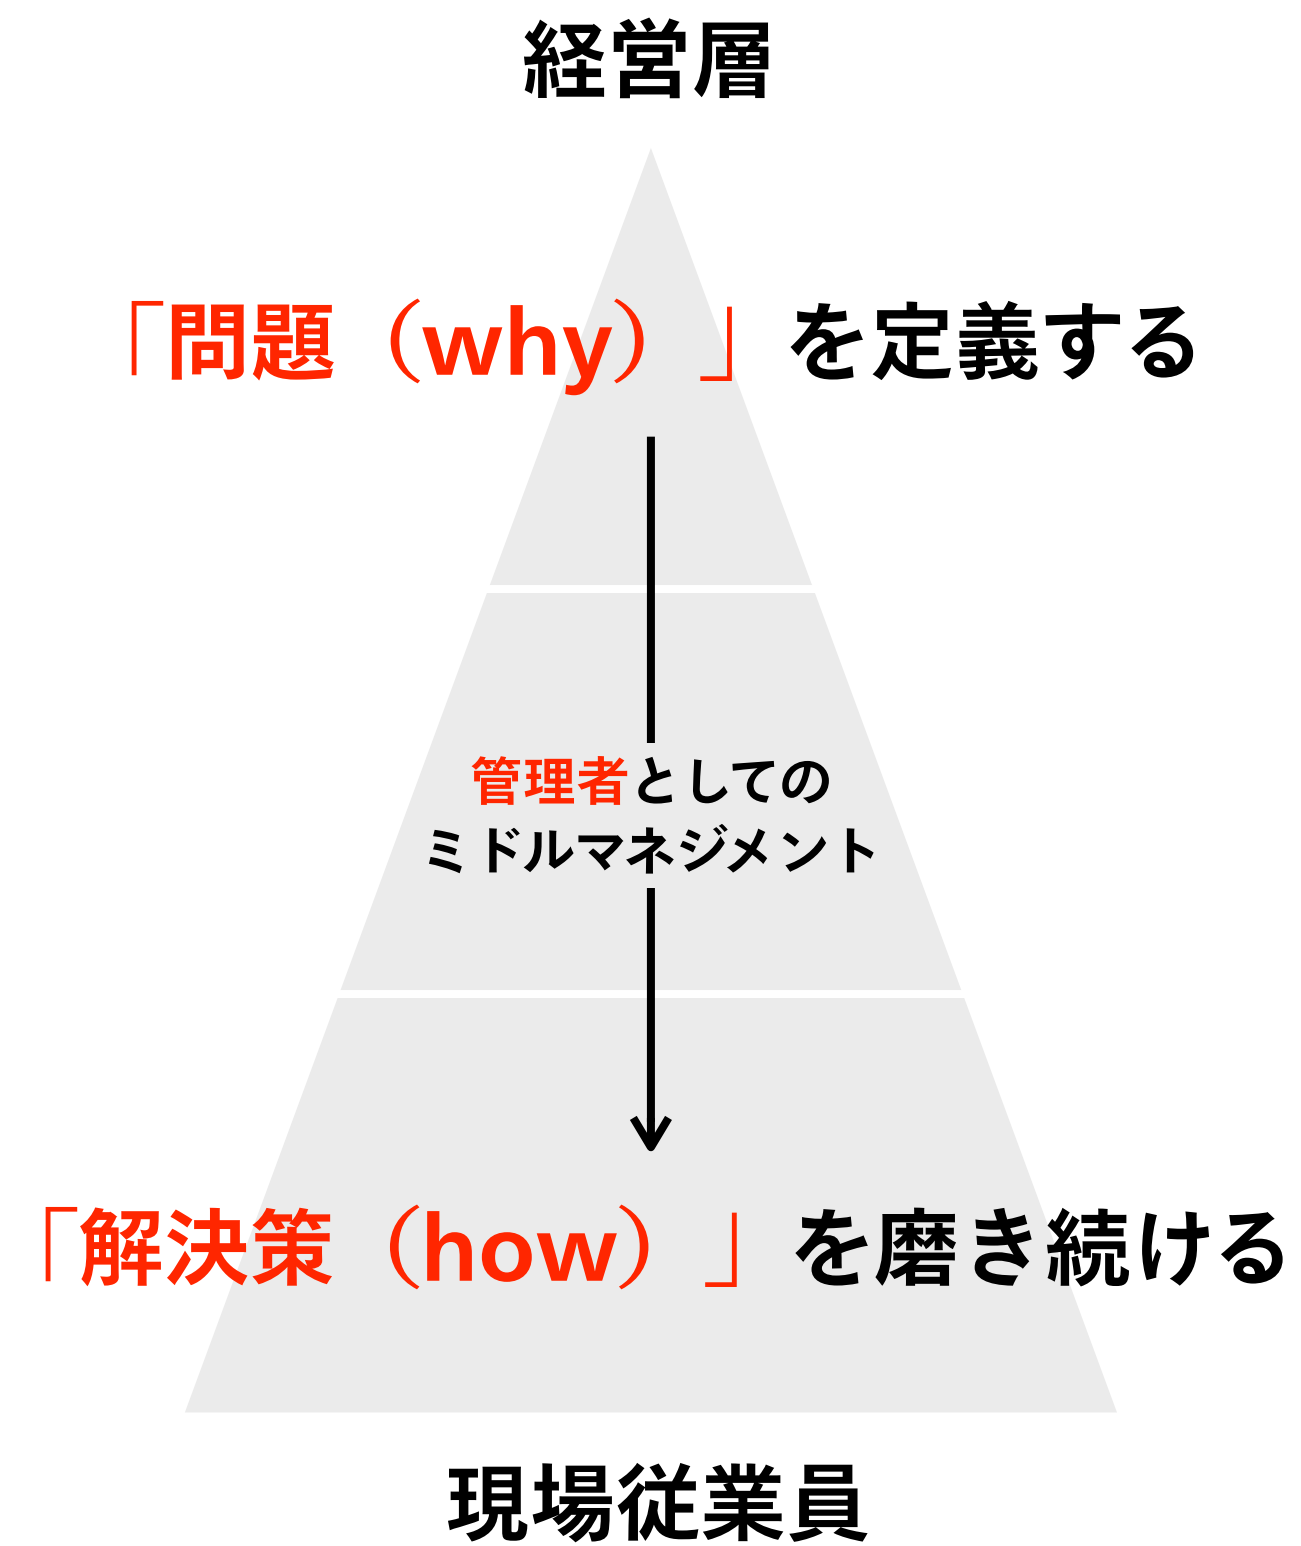 経営層
「問題（why）」を定義する
管理者としての
ミドルマネジメント
「解決策（how）」を磨き続ける
現場従業員